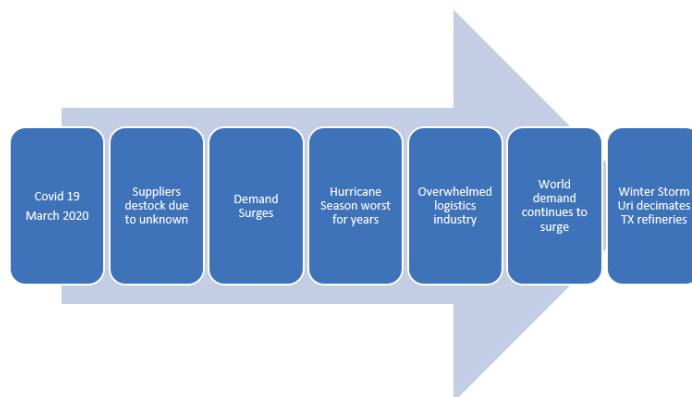 Covid 19
March 2020
Suppliers
destock due
to unknown
Demand
Surges
Hurricane
Season worst
for years
Overwhelmed
logistics
industry
World
demand
continues to
surge
Winter Storm
Uri decimates
TX refineries